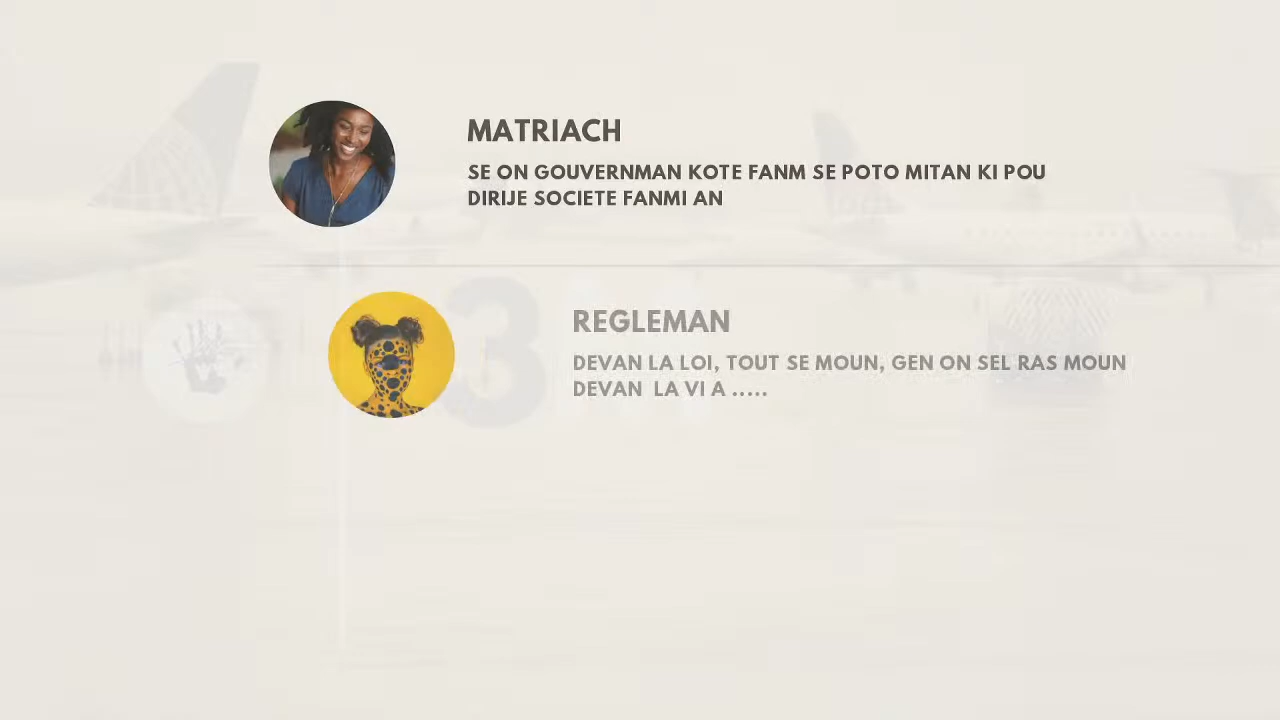 MATRIACH
SE ON GOUVERNMAN KOTE FANM SE POTO MITAN KI POU
DIRIJE SOCIETE FANMI AN
3M
REGLEMAN
DEVAN LA LOI, TOUT SE MOUN, GEN ON SEL RAS MOUN
DEVAN LA VI A .....